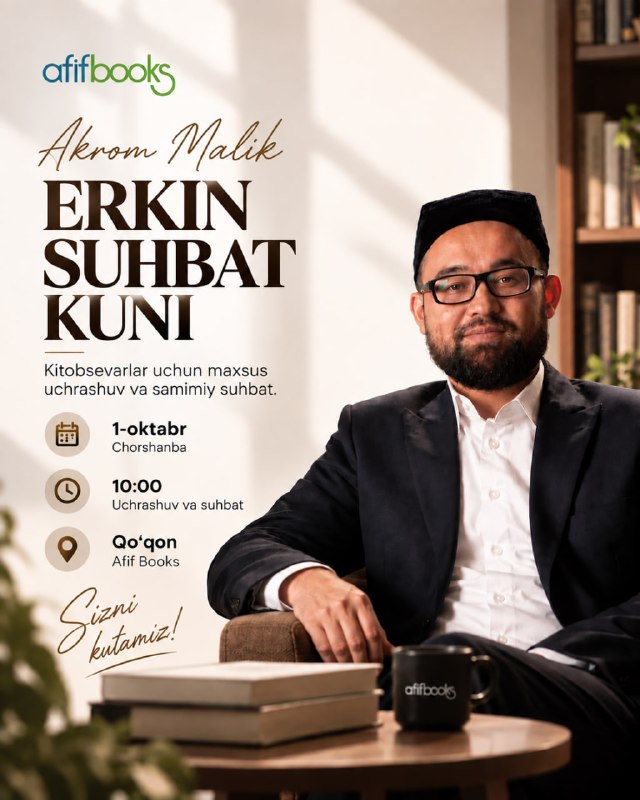 afifbooks
Akrom Malik
ERKIN
SUHBAT
KUNI
Kitobsevarlar uchun maxsus
uchrashuv va samimiy suhbat.
1-oktabr
Chorshanba
10:00
Uchrashuv va suhbat
Qo‘qon
Afif Books
Sizni
kutamiz!
afifbooks